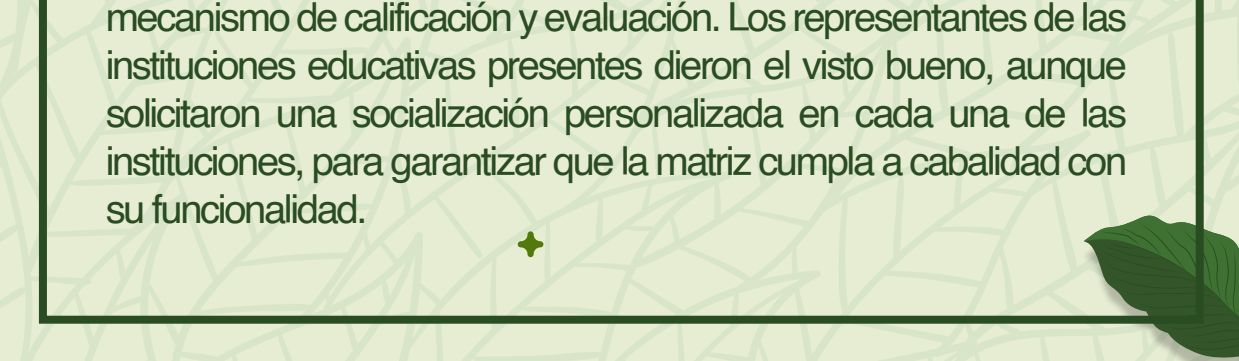 mecanismo de calificación y evaluación. Los representantes de las
instituciones educativas presentes dieron el visto bueno, aunque
solicitaron una socialización personalizada en cada una de las
instituciones, para garantizar que la matriz cumpla a cabalidad con
su funcionalidad.